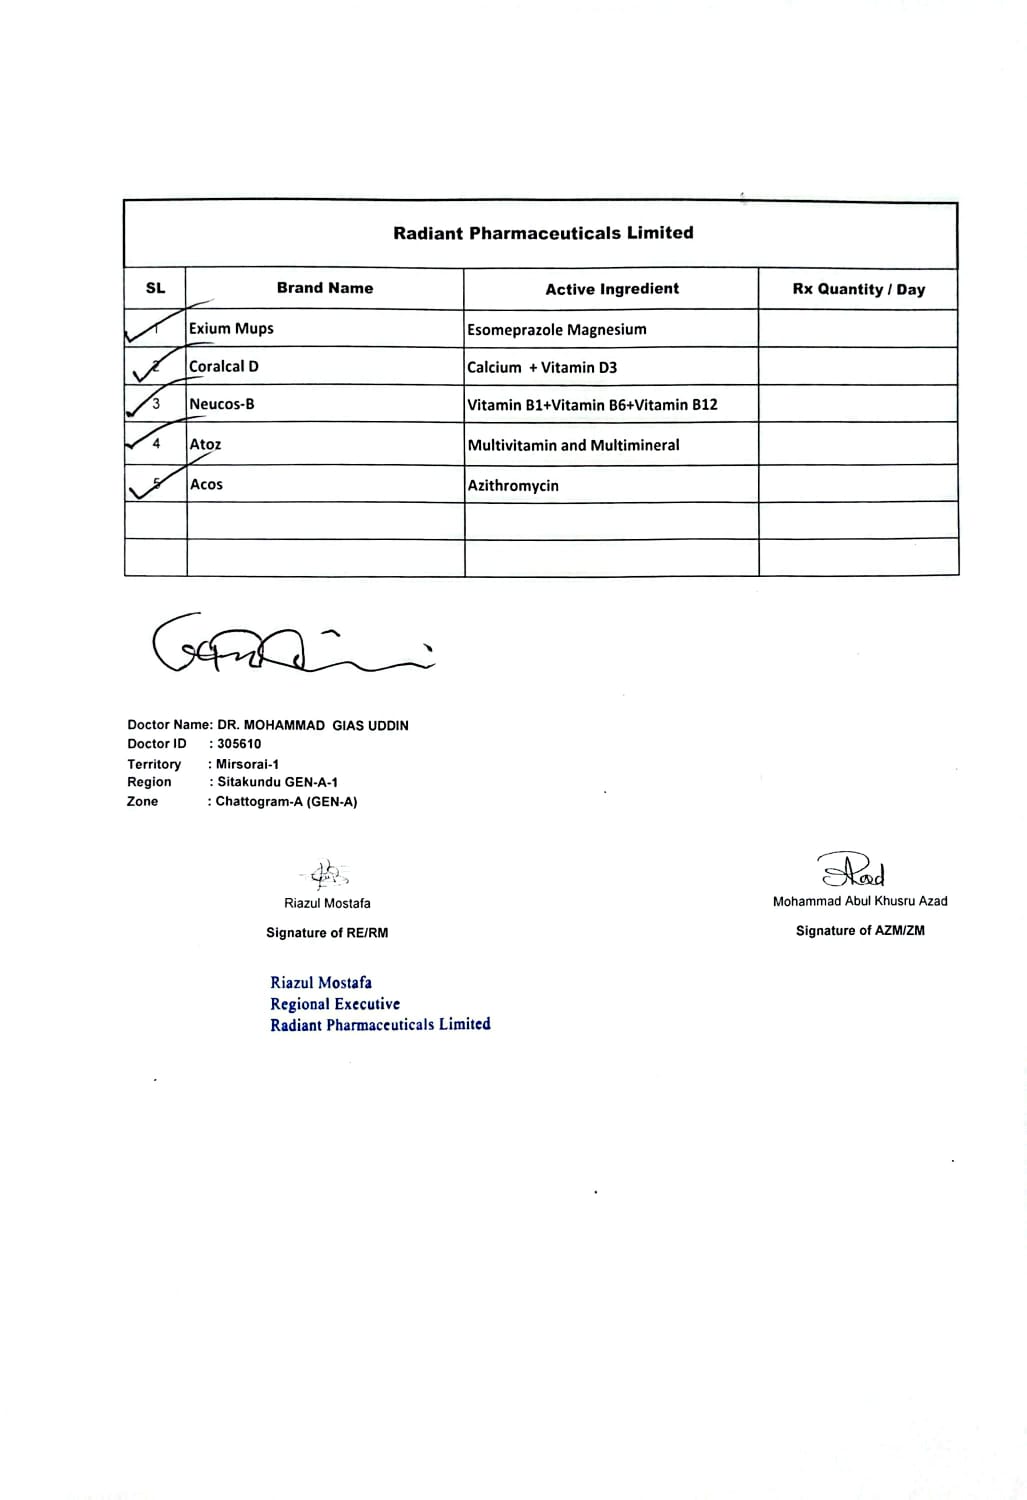 Radiant Pharmaceuticals Limited
SL Brand Name Active Ingredient Rx Quantity / Day
1 Exium Mups Esomeprazole Magnesium
2 Coralcal D Calcium + Vitamin D3
3 Neucos-B Vitamin B1+Vitamin B6+Vitamin B12
4 Atoz Multivitamin and Multimineral
5 Acos Azithromycin
Doctor Name: DR. MOHAMMAD GIAS UDDIN
Doctor ID : 305610
Territory : Mirsorai-1
Region : Sitakundu GEN-A-1
Zone : Chattogram-A (GEN-A)
Riazul Mostafa Mohammad Abul Khusru Azad
Signature of RE/RM Signature of AZM/ZM
Riazul Mostafa
Regional Executive
Radiant Pharmaceuticals Limited